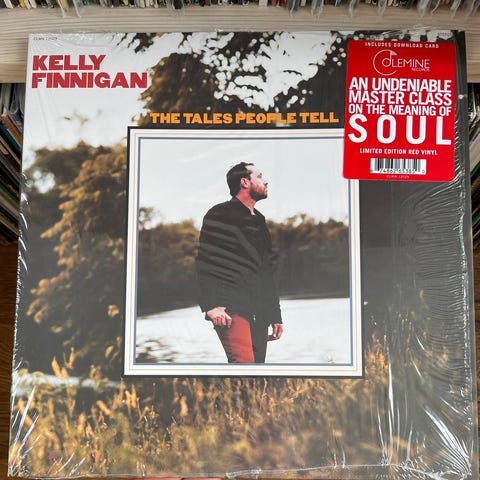 KELLY
FINNIGAN
THE TALES PEOPLE TELL
INCLUDES DOWNLOAD CARD
COLEMINE
RECORDS
AN UNDENIABLE
MASTER CLASS
ON THE MEANING OF
SOUL
LIMITED EDITION RED VINYL